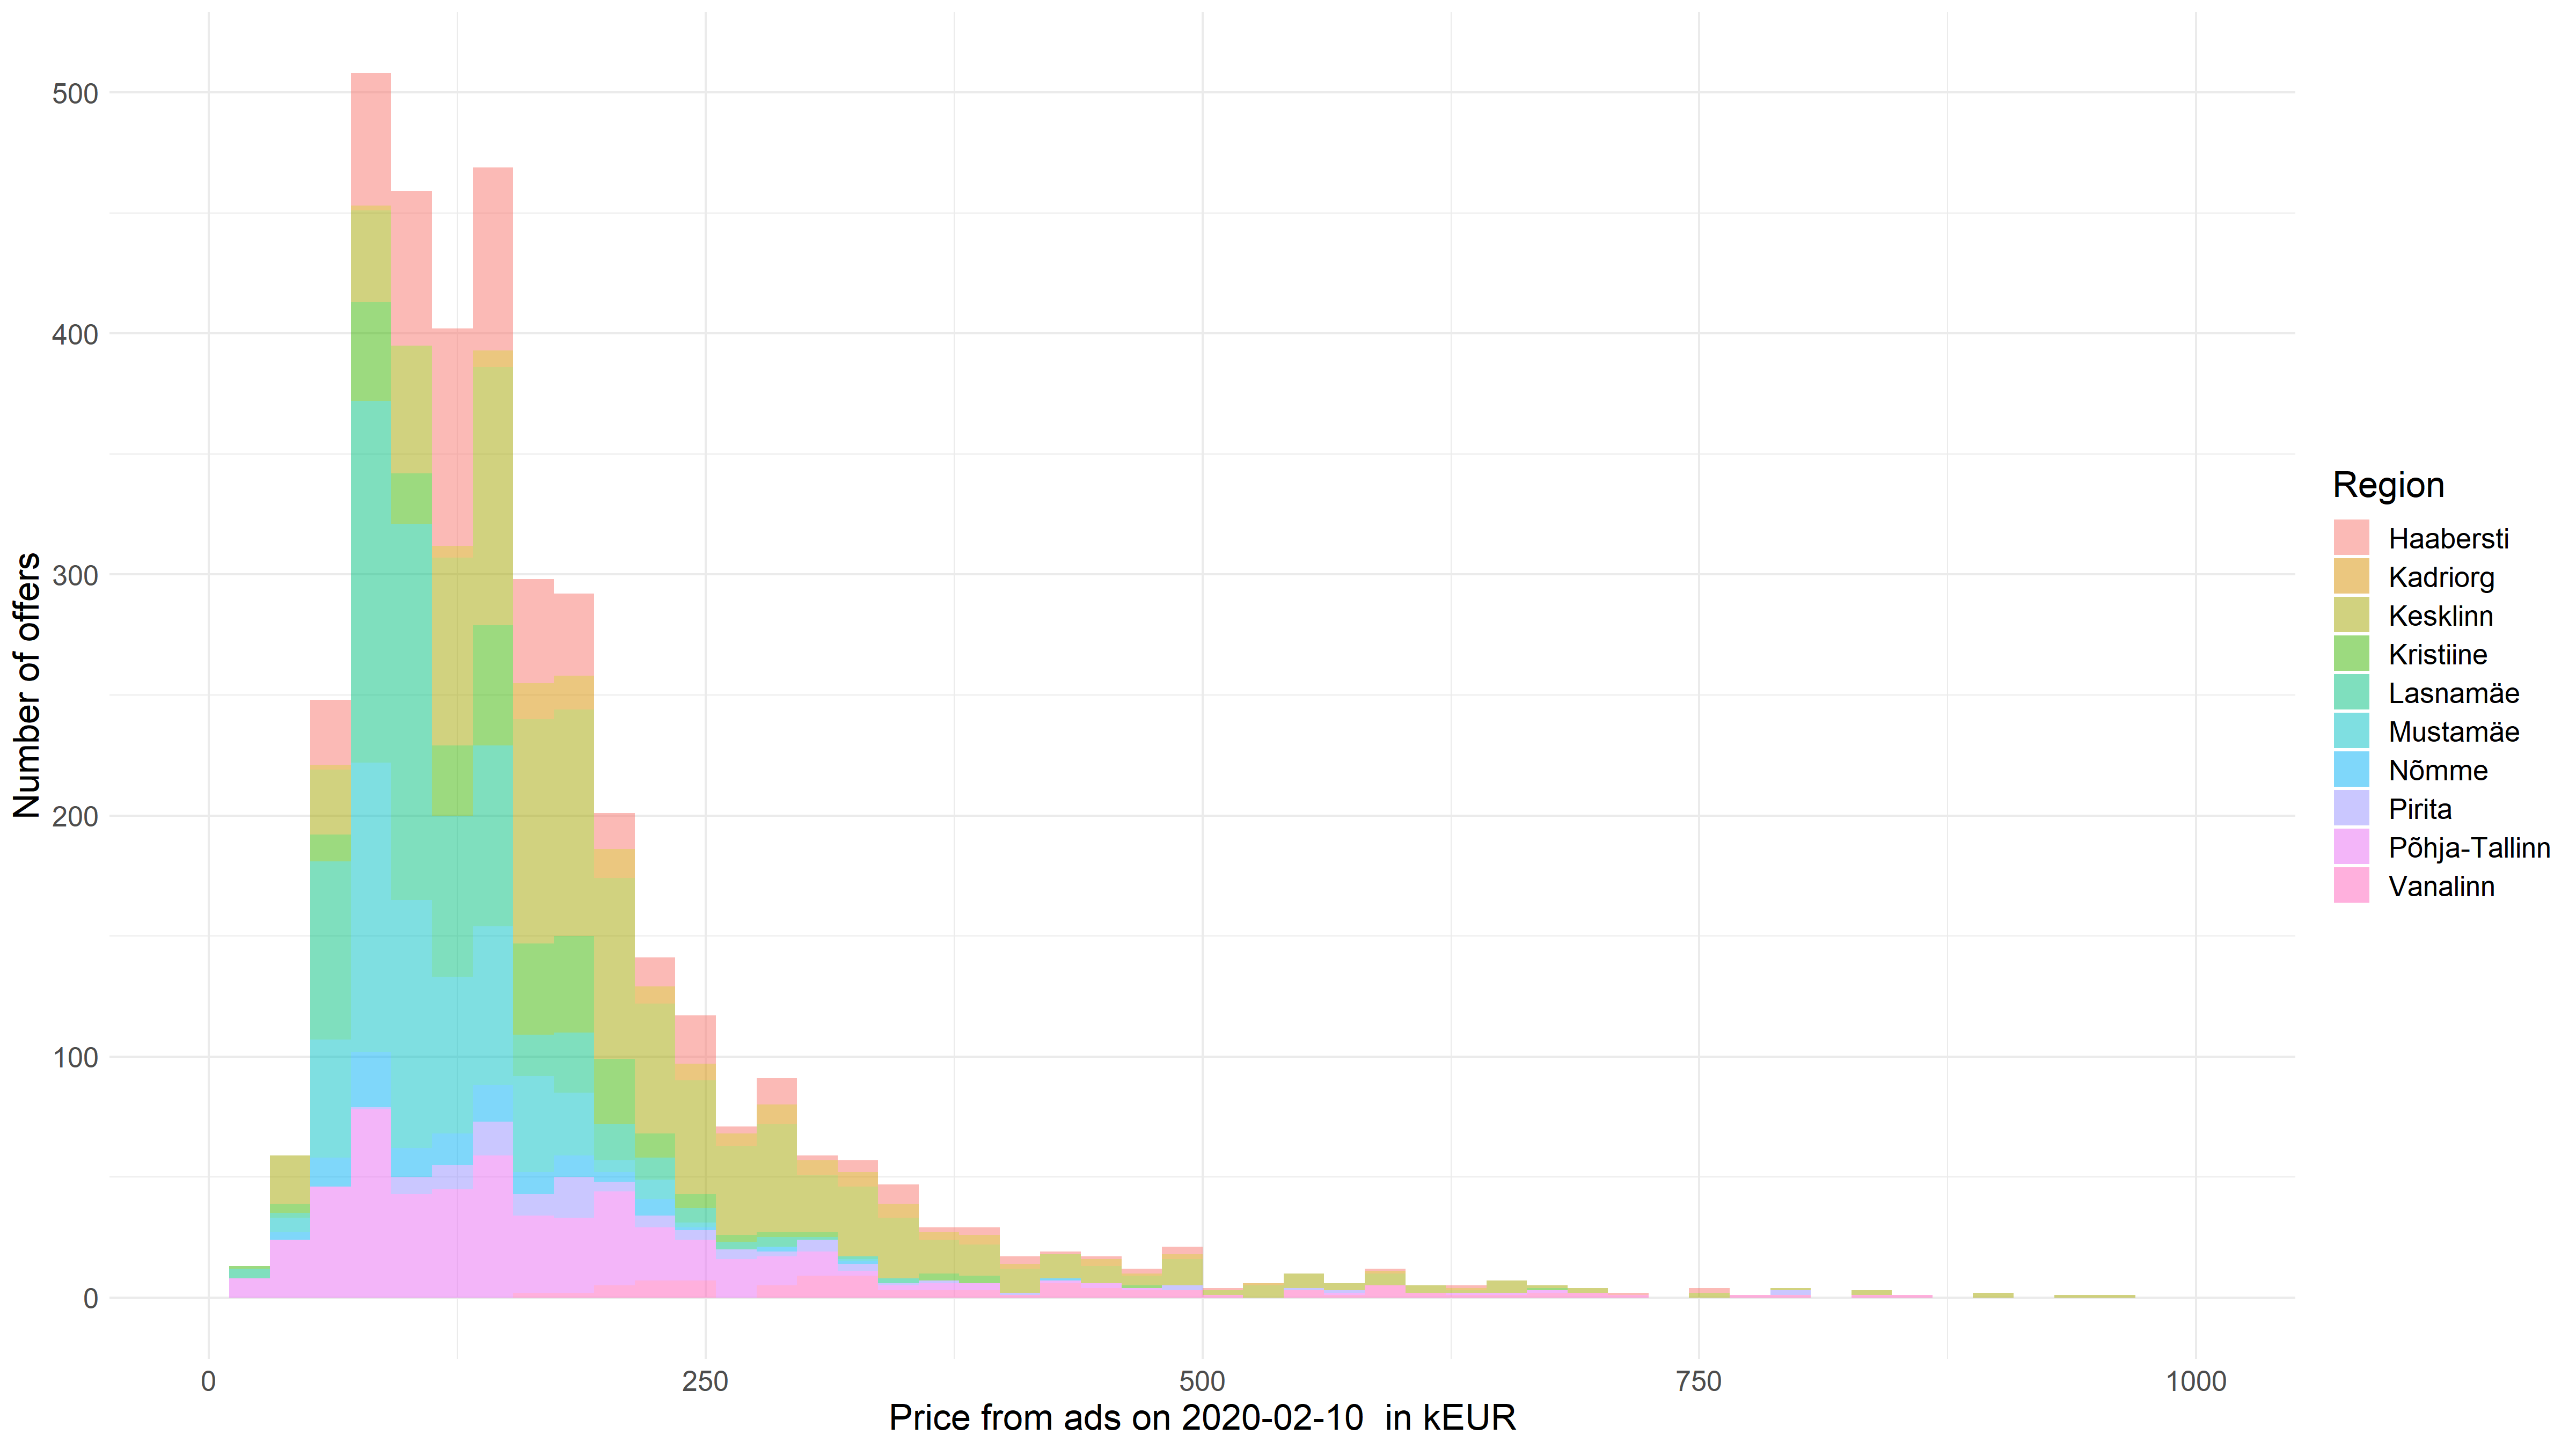 500
400
300
200
100
0
Number of offers
0
250
500
750
1000
Price from ads on 2020-02-10  in kEUR
Region
Haabersti
Kadriorg
Kesklinn
Kristiine
Lasnamäe
Mustamäe
Nõmme
Pirita
Põhja-Tallinn
Vanalinn